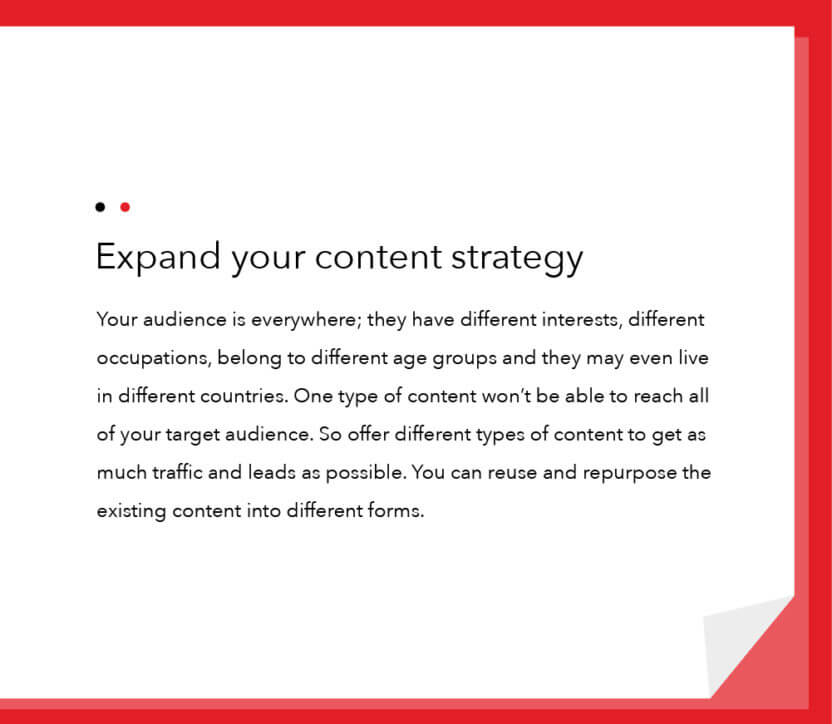 Expand your content strategy
Your audience is everywhere; they have different interests, different
occupations, belong to different age groups and they may even live
in different countries. One type of content won’t be able to reach all
of your target audience. So offer different types of content to get as
much traffic and leads as possible. You can reuse and repurpose the
existing content into different forms.